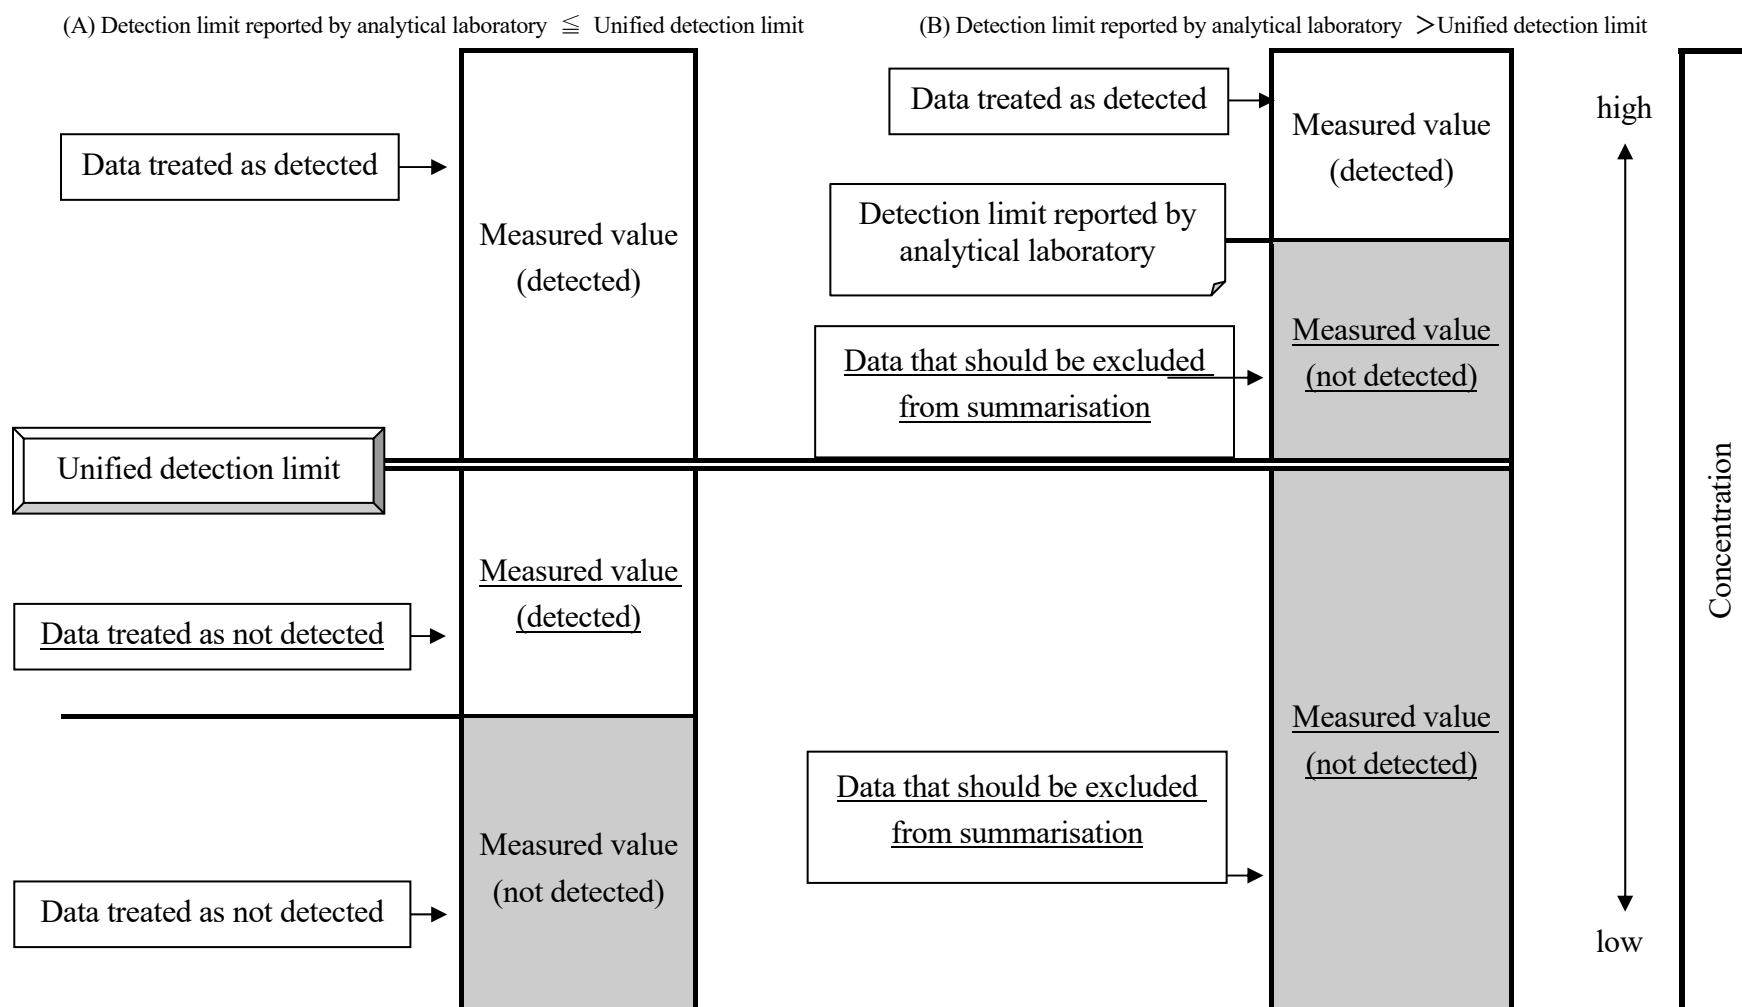 (A) Detection limit reported by analytical laboratory ≦ Unified detection limit
(B) Detection limit reported by analytical laboratory ＞Unified detection limit
Data treated as detected
Measured value
(detected)
Unified detection limit
Measured value
(detected)
Data treated as not detected
Measured value
(not detected)
Data treated as not detected
Data treated as detected
Measured value
(detected)
Detection limit reported by
analytical laboratory
Measured value
(not detected)
Data that should be excluded
from summarisation
Measured value
(not detected)
Data that should be excluded
from summarisation
high
low
Concentration